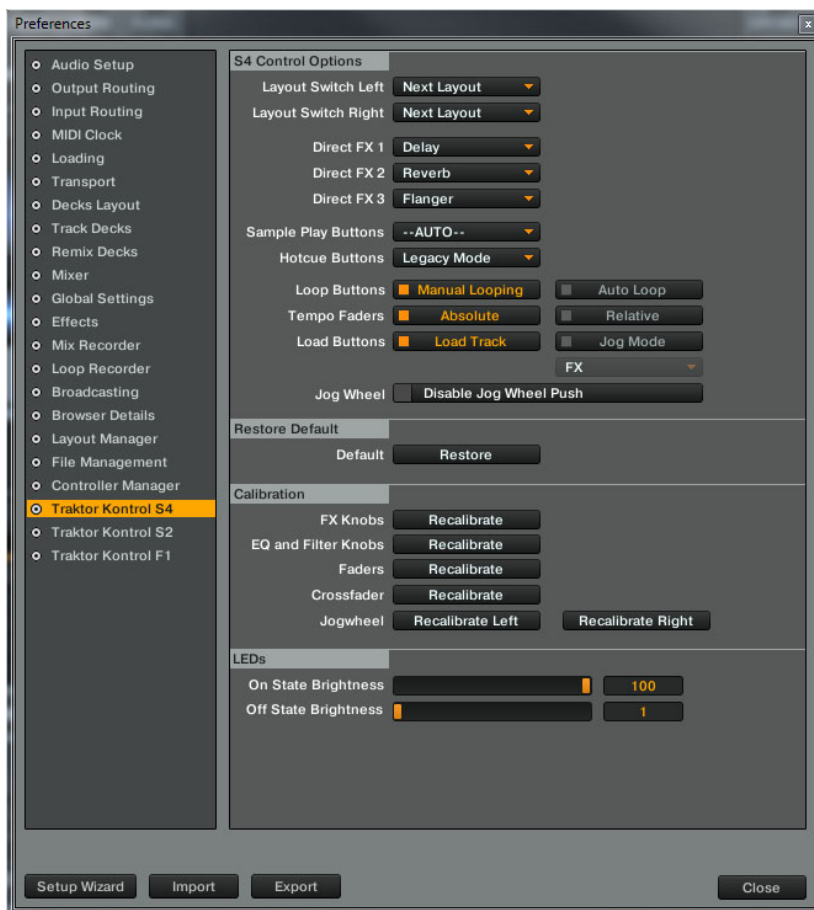 Preferences
x
Audio Setup
Output Routing
Input Routing
MIDI Clock
Loading
Transport
Decks Layout
Track Decks
Remix Decks
Mixer
Global Settings
Effects
Mix Recorder
Loop Recorder
Broadcasting
Browser Details
Layout Manager
File Management
Controller Manager
Traktor Kontrol S4
Traktor Kontrol S2
Traktor Kontrol F1
S4 Control Options
Layout Switch Left Next Layout
Layout Switch Right Next Layout
Direct FX 1 Delay
Direct FX 2 Reverb
Direct FX 3 Flanger
Sample Play Buttons --AUTO--
Hotcue Buttons Legacy Mode
Loop Buttons Manual Looping Auto Loop
Tempo Faders Absolute Relative
Load Buttons Load Track Jog Mode
FX
Jog Wheel Disable Jog Wheel Push
Restore Default
Default Restore
Calibration
FX Knobs Recalibrate
EQ and Filter Knobs Recalibrate
Faders Recalibrate
Crossfader Recalibrate
Jogwheel Recalibrate Left Recalibrate Right
LEDs
On State Brightness 100
Off State Brightness 1
Setup Wizard Import Export Close